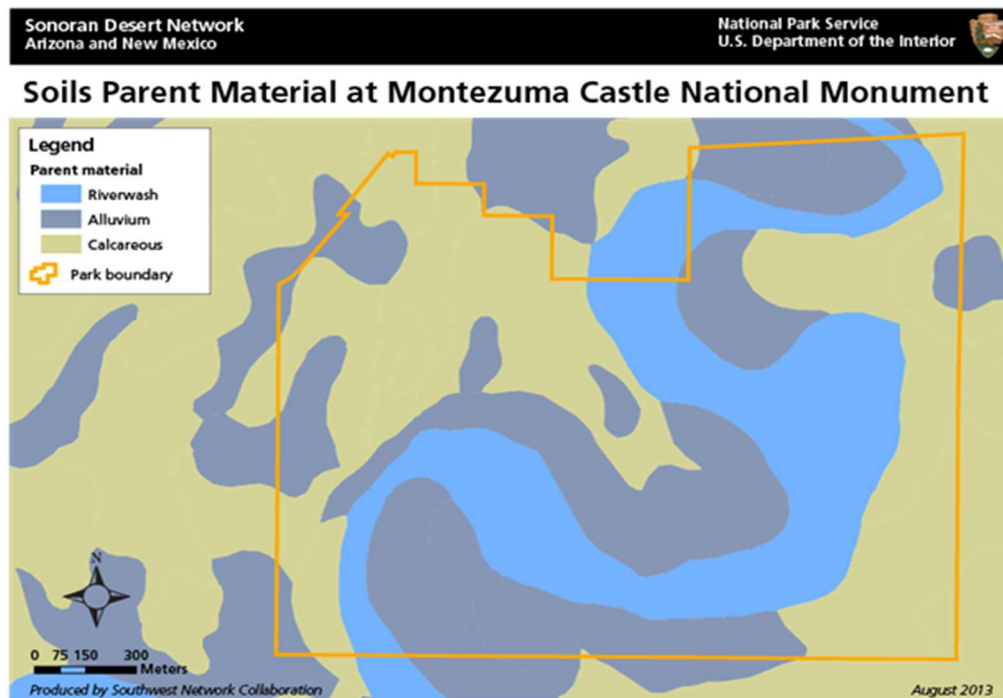 Sonoran Desert Network
Arizona and New Mexico
National Park Service
U.S. Department of the Interior
Soils Parent Material at Montezuma Castle National Monument
Legend
Parent material
Riverwash
Alluvium
Calcareous
Park boundary
N
0 75 150 300
Meters
Produced by Southwest Network Collaboration
August 2013